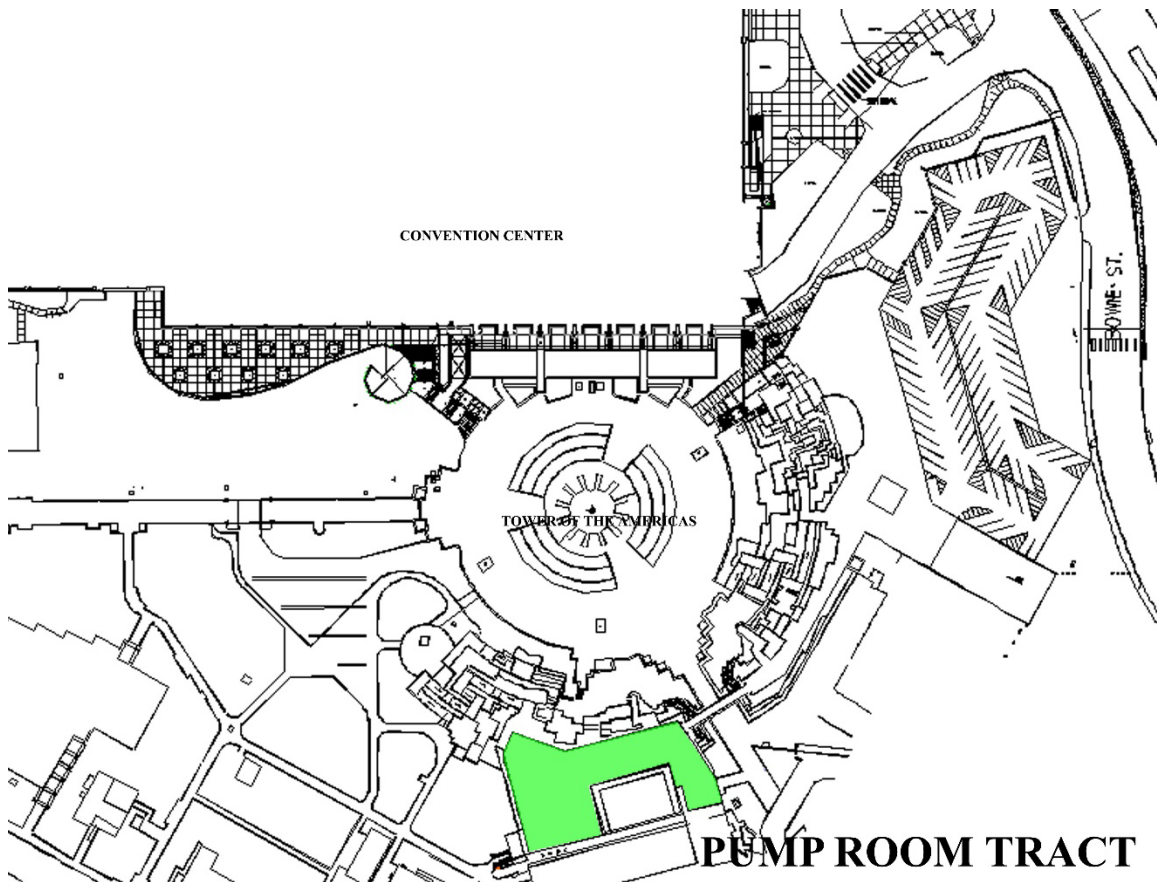 CONVENTION CENTER
BOWIE ST.
TOWER OF THE AMERICAS
PUMP ROOM TRACT